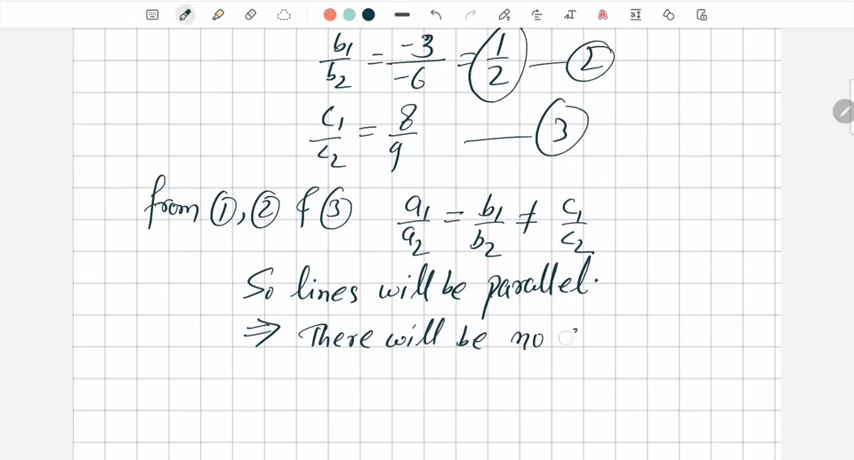 b₁/b₂ = -3/-6 = 1/2 — ②
c₁/c₂ = 8/9 — ③
from ①, ② & ③ a₁/a₂ = b₁/b₂ ≠ c₁/c₂
So lines will be parallel.
⇒ There will be no